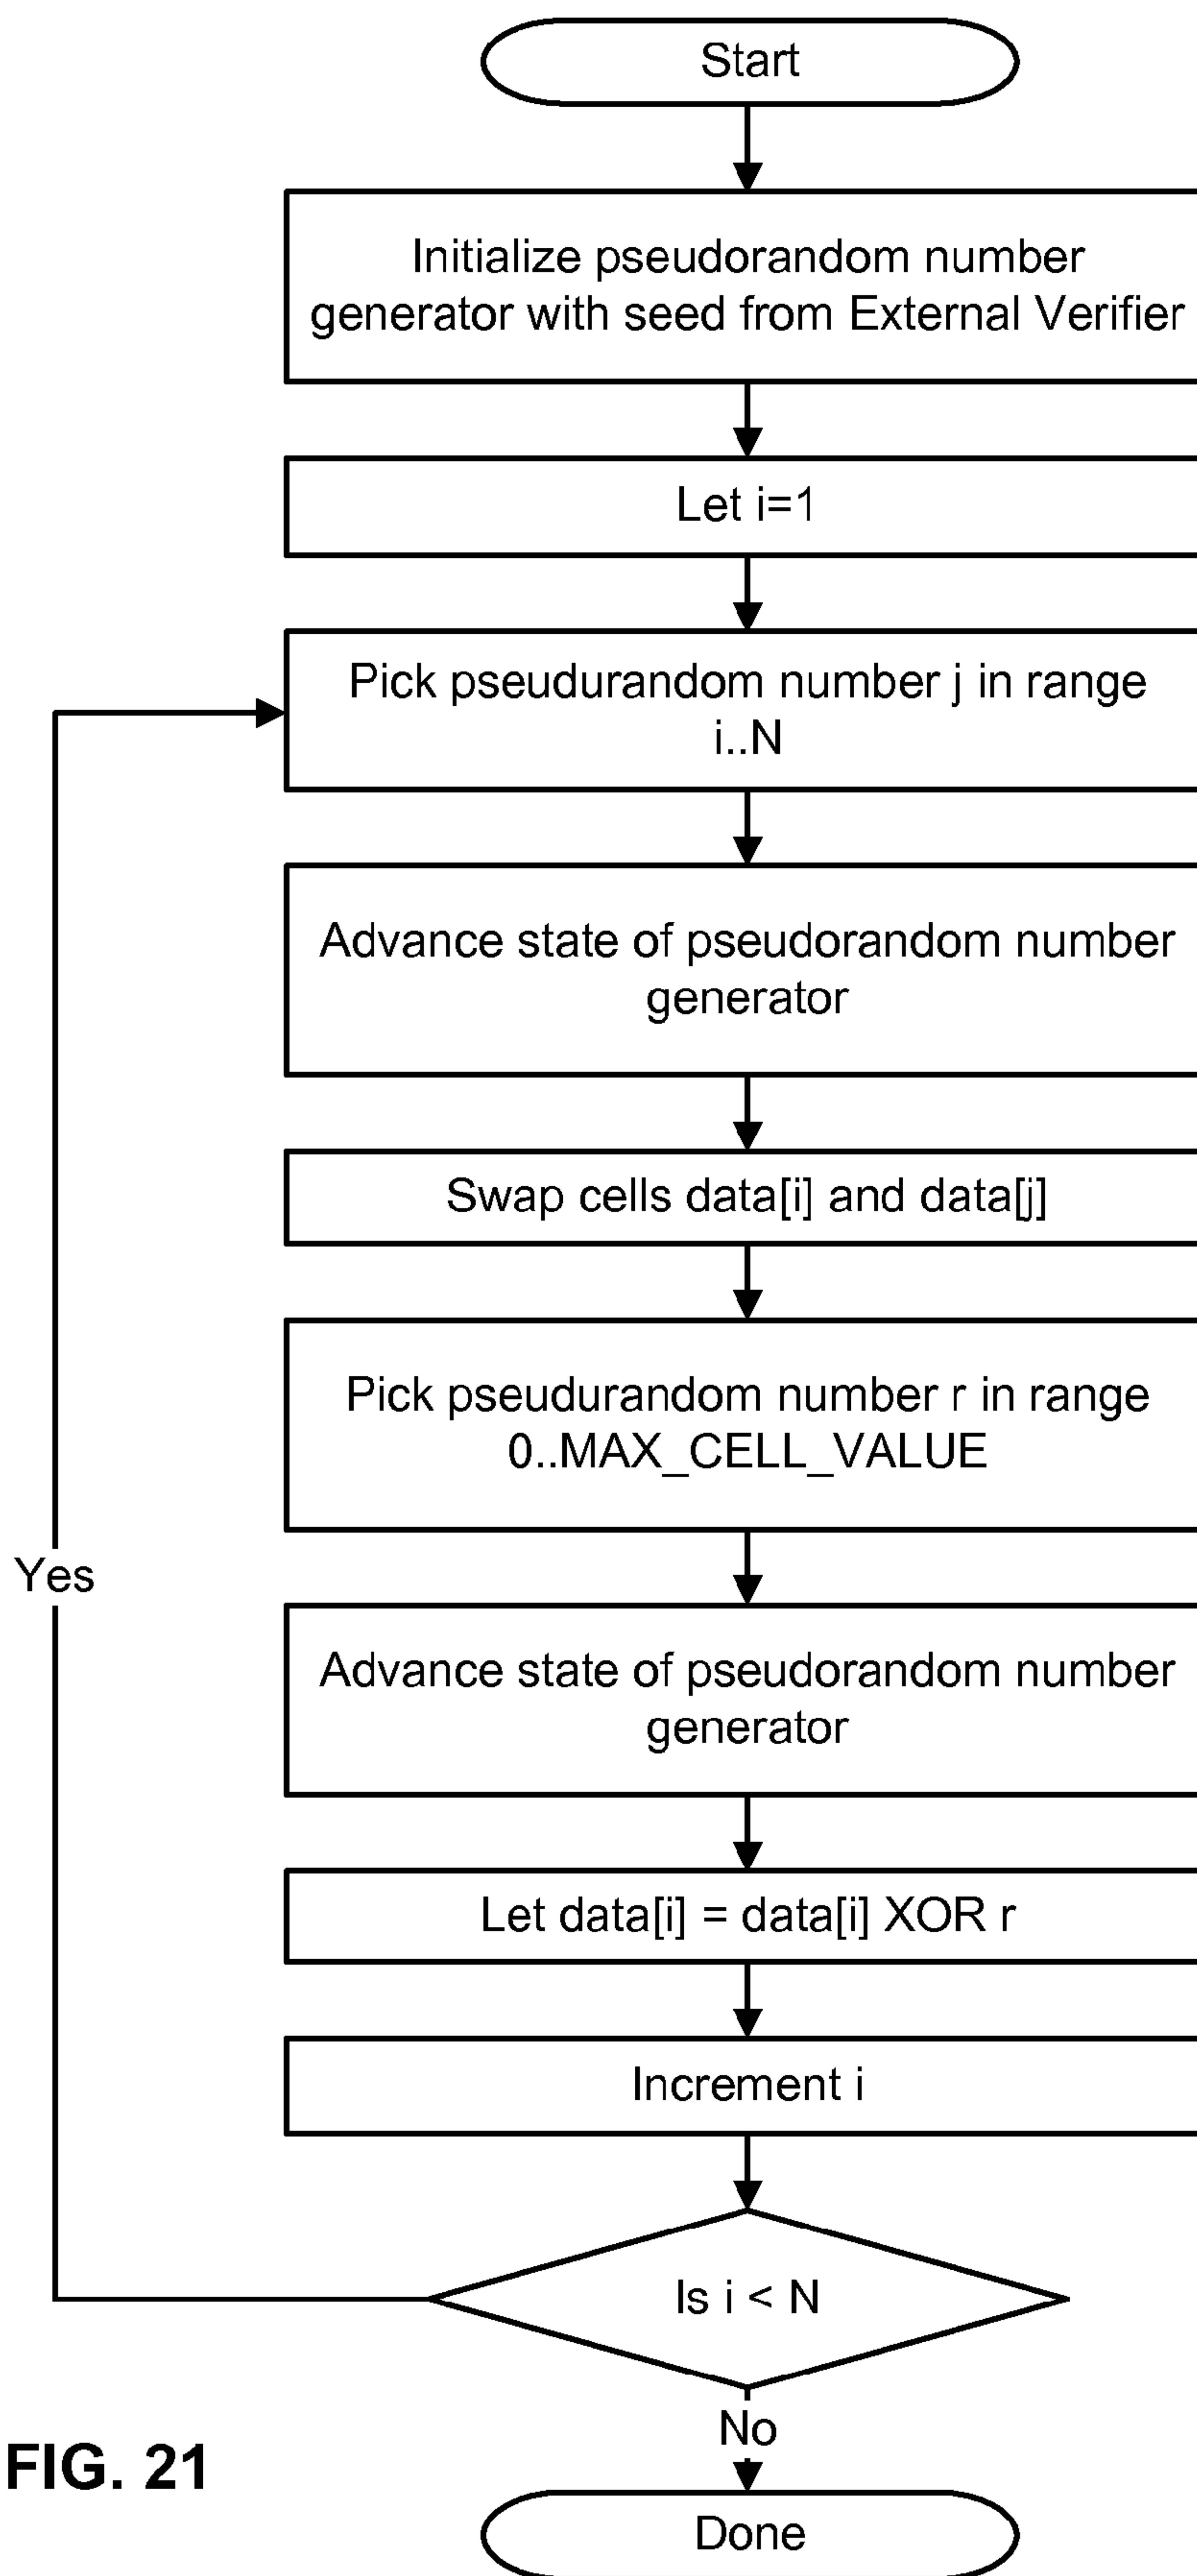 Start
Initialize pseudorandom number
generator with seed from External Verifier
Let i=1
Pick pseudurandom number j in range
i..N
Advance state of pseudorandom number
generator
Swap cells data[i] and data[j]
Pick pseudurandom number r in range
0..MAX_CELL_VALUE
Yes
Advance state of pseudorandom number
generator
Let data[i] = data[i] XOR r
Increment i
Is i < N
No
FIG. 21
Done